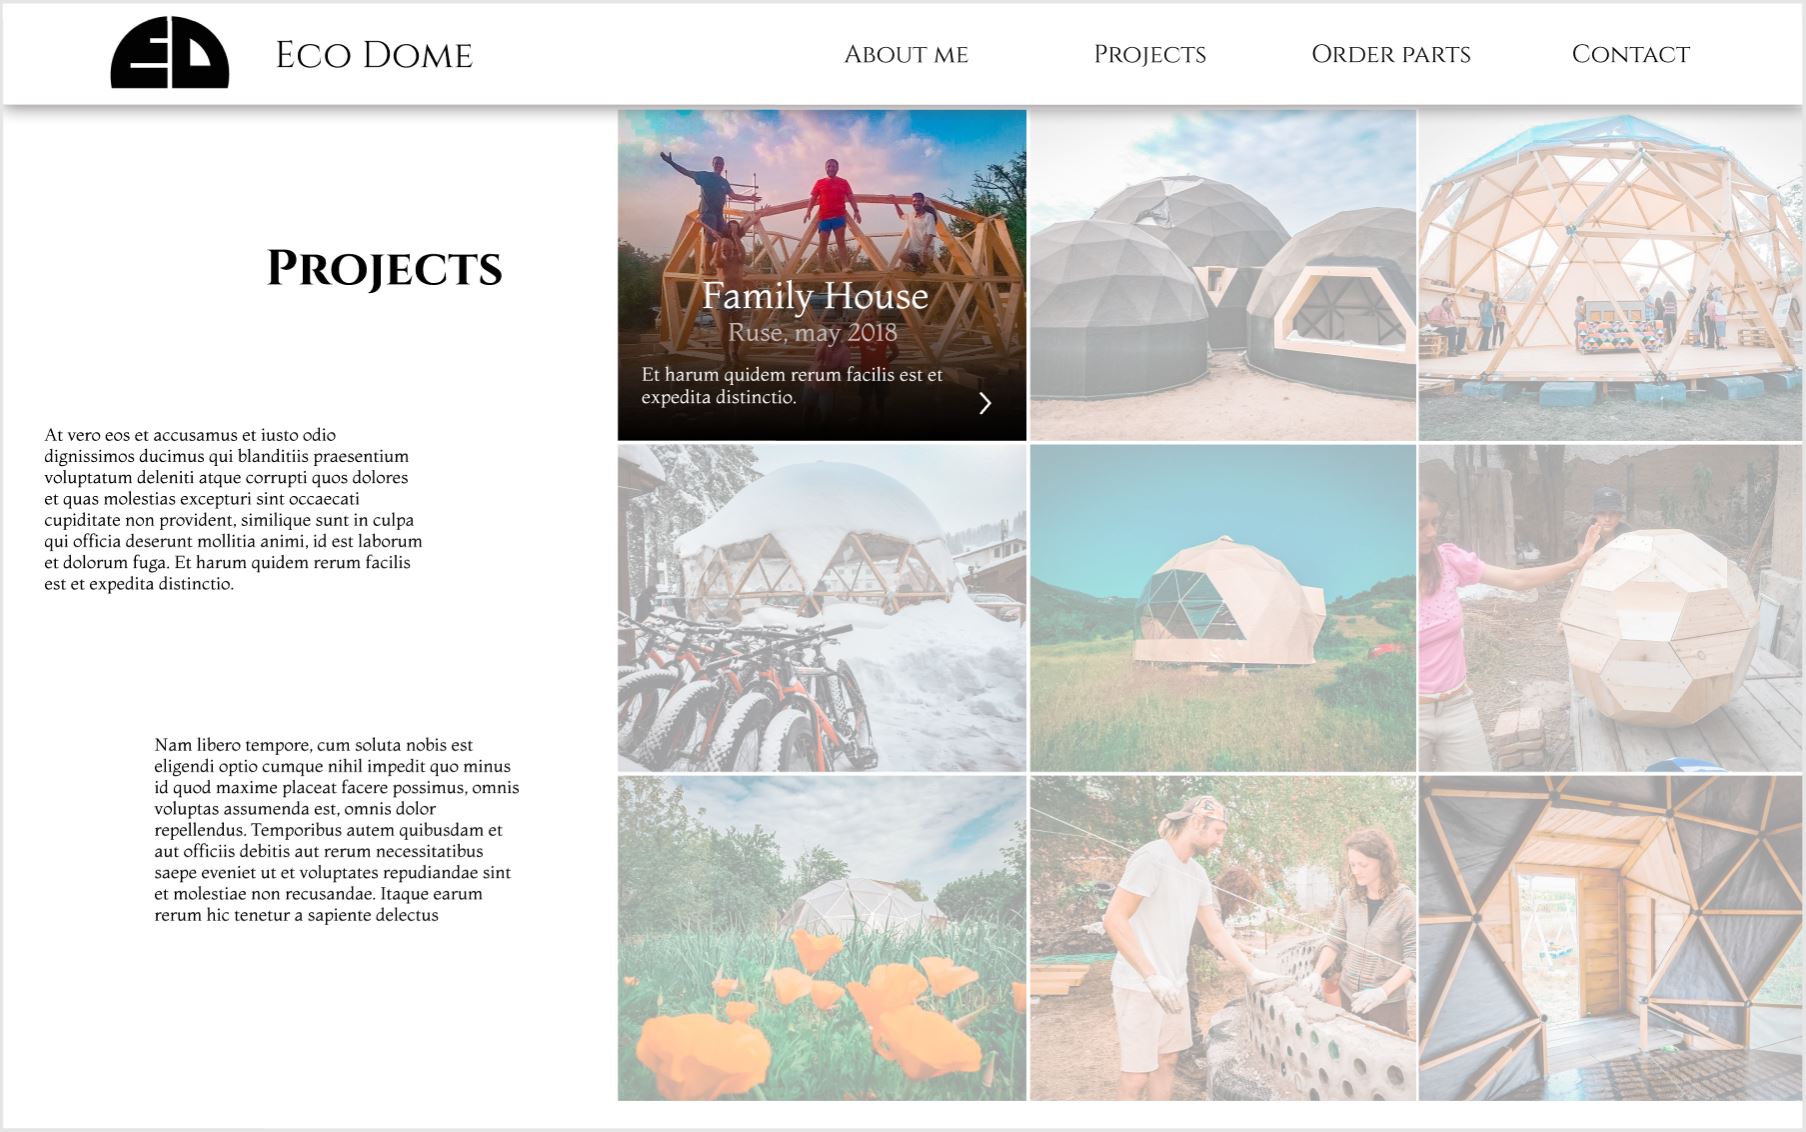 ED
Eco Dome
About me
Projects
Order parts
Contact
Projects
At vero eos et accusamus et iusto odio
dignissimos ducimus qui blanditiis praesentium
voluptatum deleniti atque corrupti quos dolores
et quas molestias excepturi sint occaecati
cupiditate non provident, similique sunt in culpa
qui officia deserunt mollitia animi, id est laborum
et dolorum fuga. Et harum quidem rerum facilis
est et expedita distinctio.
Nam libero tempore, cum soluta nobis est
eligendi optio cumque nihil impedit quo minus
id quod maxime placeat facere possimus, omnis
voluptas assumenda est, omnis dolor
repellendus. Temporibus autem quibusdam et
aut officiis debitis aut rerum necessitatibus
saepe eveniet ut et voluptates repudiandae sint
et molestiae non recusandae. Itaque earum
rerum hic tenetur a sapiente delectus
Family House
Ruse, may 2018
Et harum quidem rerum facilis est et
expedita distinctio.